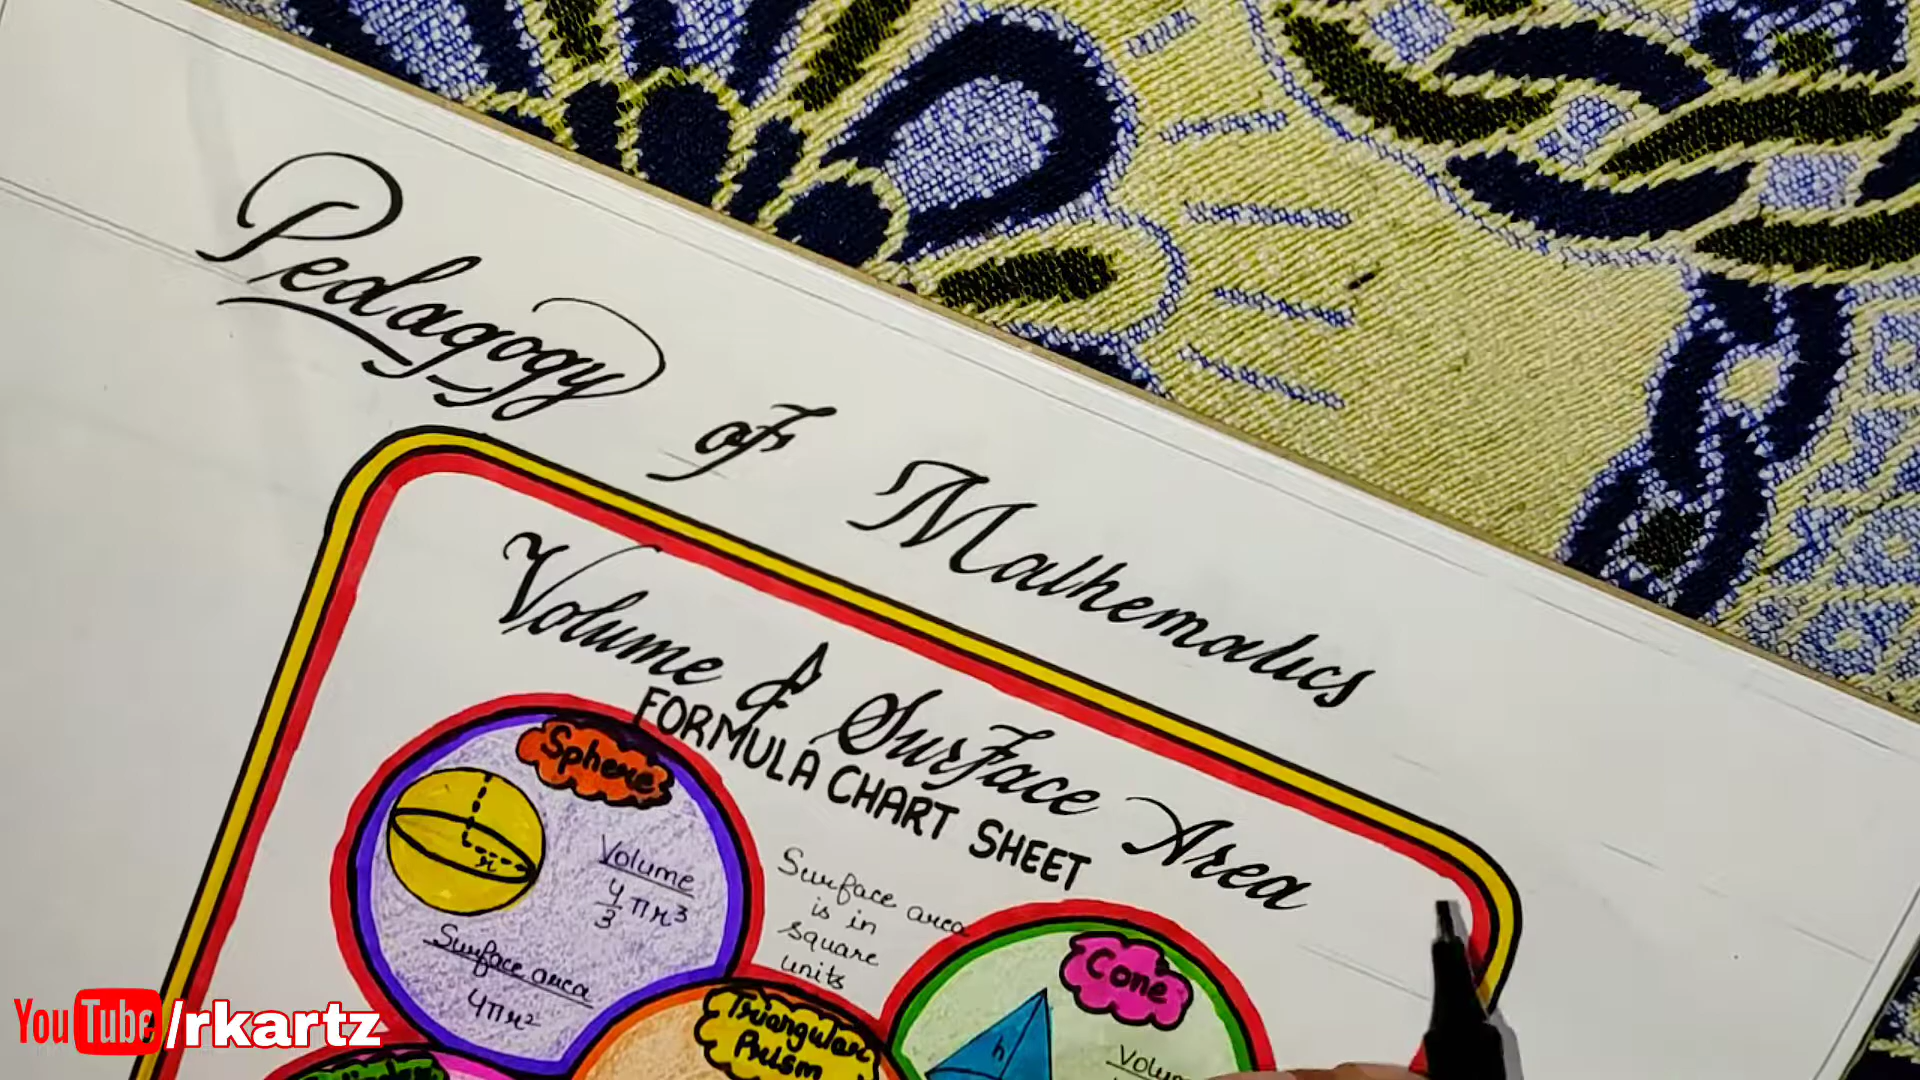 Pedagogy of Mathematics
Volume & Surface Area
FORMULA CHART SHEET
Sphere
r
Volume
4/3 πr³
Surface area
4πr²
Surface area
is in
square
units
Cone
h
Triangular
Prism
YouTube/rkartz